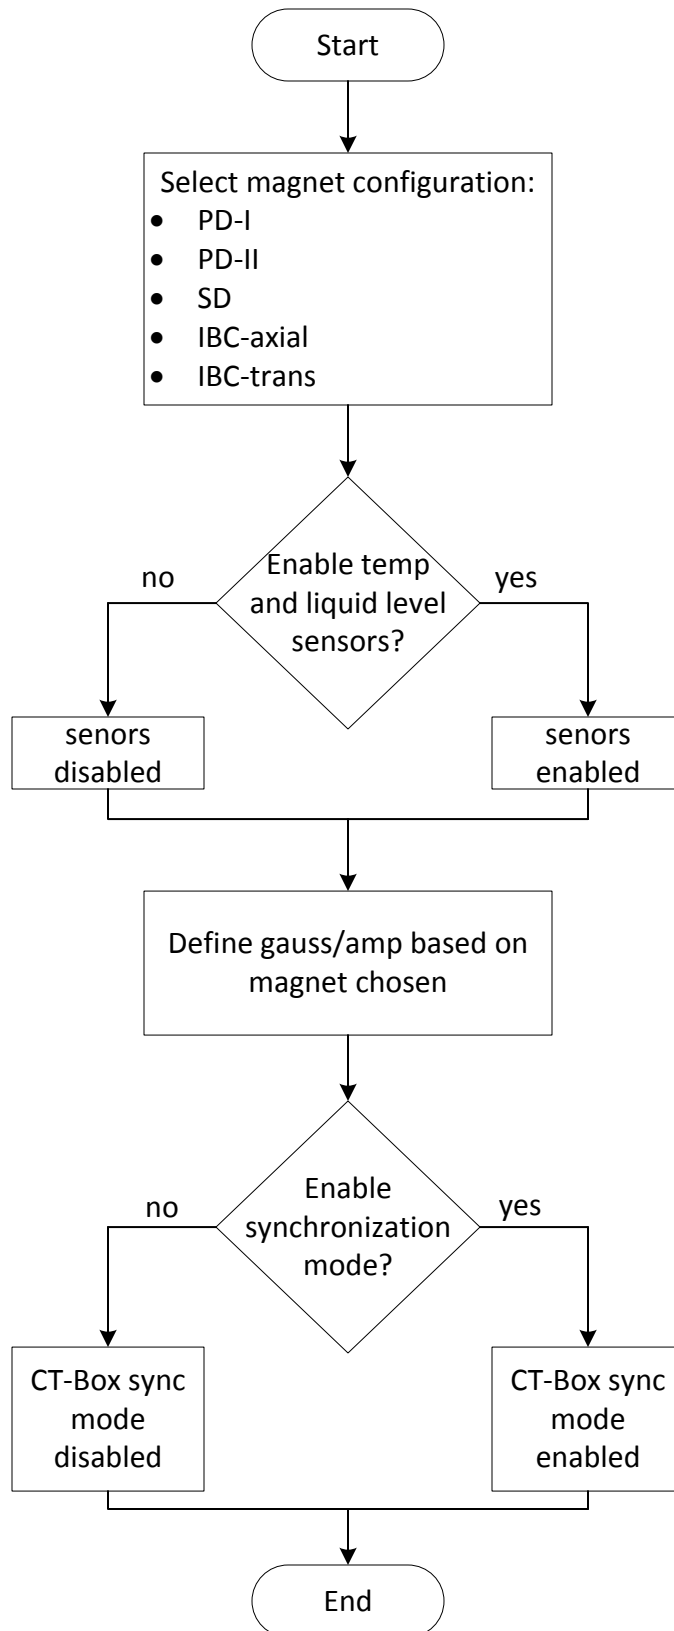 Start
Select magnet configuration:
• PD-I
• PD-II
• SD
• IBC-axial
• IBC-trans
Enable temp
and liquid level
sensors?
no
yes
senors
disabled
senors
enabled
Define gauss/amp based on
magnet chosen
Enable
synchronization
mode?
no
yes
CT-Box sync
mode
disabled
CT-Box sync
mode
enabled
End